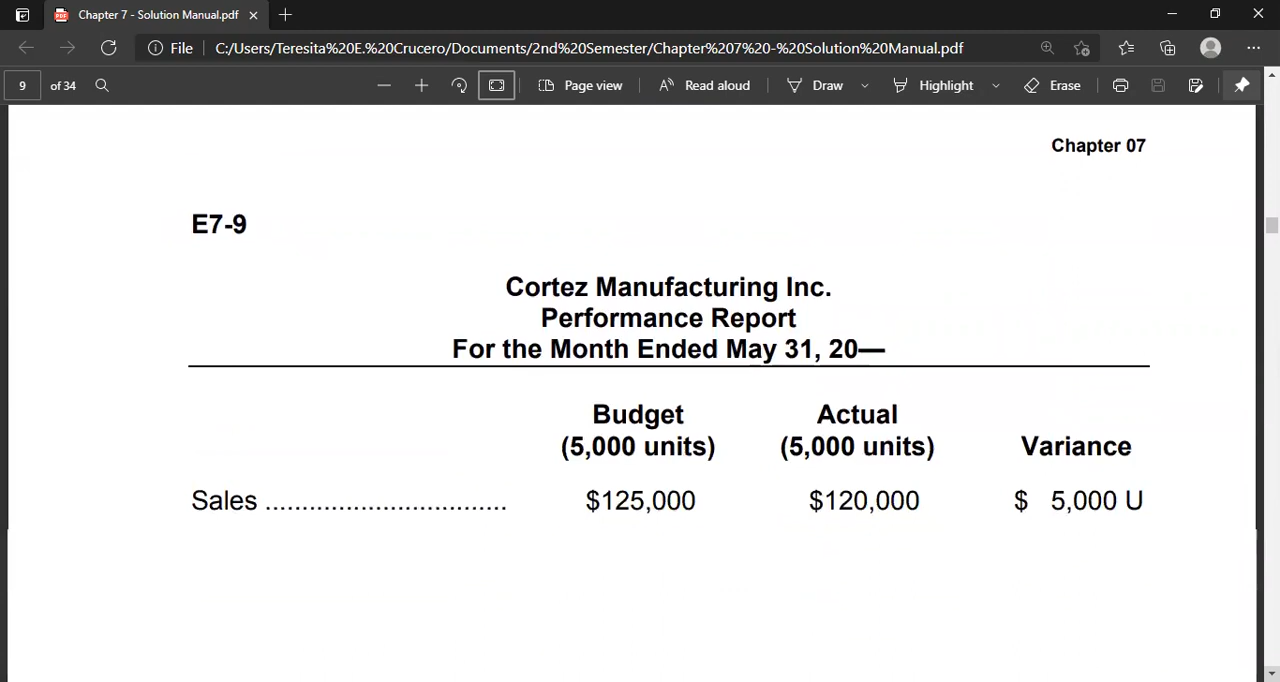 Chapter 7 - Solution Manual.pdf
File C:/Users/Teresita%20E.%20Crucero/Documents/2nd%20Semester/Chapter%207%20-%20Solution%20Manual.pdf
9 of 34 Page view Read aloud Draw Highlight Erase
Chapter 07
E7-9
Cortez Manufacturing Inc.
Performance Report
For the Month Ended May 31, 20—
Budget Actual
(5,000 units) (5,000 units) Variance
Sales ................................ $125,000 $120,000 $ 5,000 U